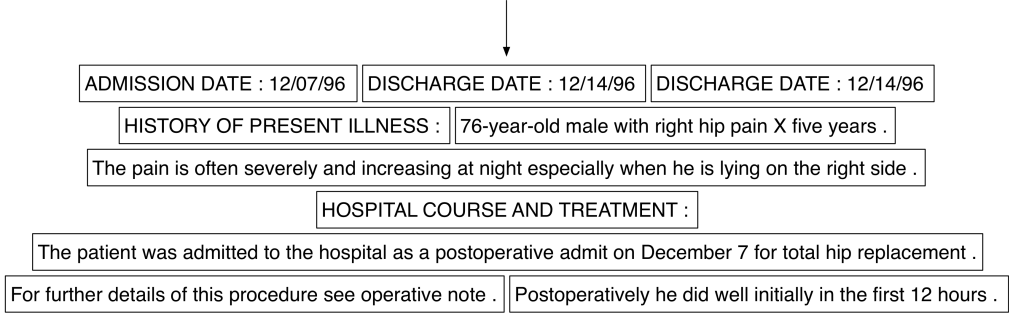 ADMISSION DATE : 12/07/96 DISCHARGE DATE : 12/14/96 DISCHARGE DATE : 12/14/96
HISTORY OF PRESENT ILLNESS : 76-year-old male with right hip pain X five years .
The pain is often severely and increasing at night especially when he is lying on the right side .
HOSPITAL COURSE AND TREATMENT :
The patient was admitted to the hospital as a postoperative admit on December 7 for total hip replacement .
For further details of this procedure see operative note . Postoperatively he did well initially in the first 12 hours .